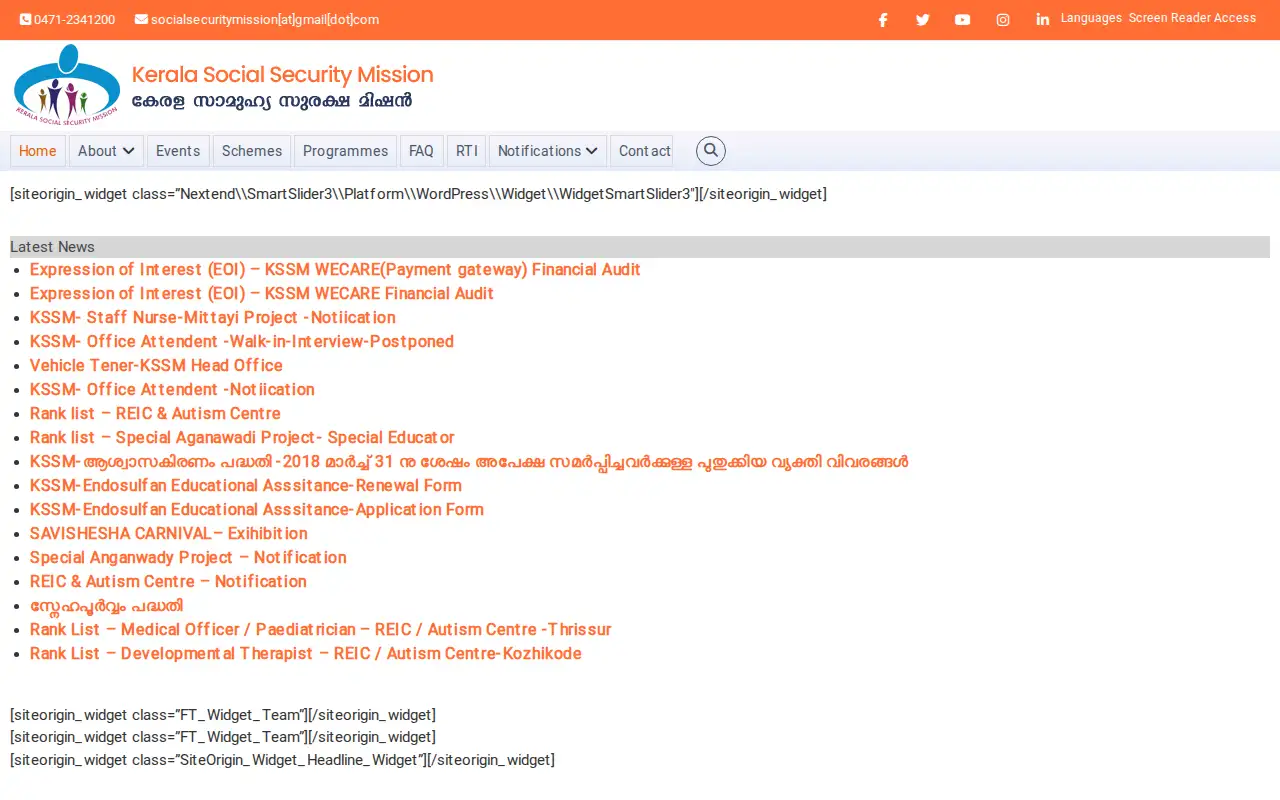 0471-2341200 socialsecuritymission[at]gmail[dot]com Languages Screen Reader Access
KERALA SOCIAL SECURITY MISSION
Kerala Social Security Mission
കേരള സാമൂഹ്യ സുരക്ഷ മിഷൻ
Home About Events Schemes Programmes FAQ RTI Notifications Contact
[siteorigin_widget class="Nextend\\SmartSlider3\\Platform\\WordPress\\Widget\\WidgetSmartSlider3"][/siteorigin_widget]
Latest News
Expression of Interest (EOI) – KSSM WECARE(Payment gateway) Financial Audit
Expression of Interest (EOI) – KSSM WECARE Financial Audit
KSSM- Staff Nurse-Mittayi Project -Notiication
KSSM- Office Attendent -Walk-in-Interview-Postponed
Vehicle Tener-KSSM Head Office
KSSM- Office Attendent -Notiication
Rank list – REIC & Autism Centre
Rank list – Special Aganawadi Project- Special Educator
KSSM-ആശ്വാസകിരണം പദ്ധതി -2018 മാർച്ച് 31 നു ശേഷം അപേക്ഷ സമർപ്പിച്ചവർക്കുള്ള പുതുക്കിയ വ്യക്തി വിവരങ്ങൾ
KSSM-Endosulfan Educational Asssitance-Renewal Form
KSSM-Endosulfan Educational Asssitance-Application Form
SAVISHESHA CARNIVAL– Exihibition
Special Anganwady Project – Notification
REIC & Autism Centre – Notification
സ്നേഹപൂർവ്വം പദ്ധതി
Rank List – Medical Officer / Paediatrician – REIC / Autism Centre -Thrissur
Rank List – Developmental Therapist – REIC / Autism Centre-Kozhikode
[siteorigin_widget class="FT_Widget_Team"][/siteorigin_widget]
[siteorigin_widget class="FT_Widget_Team"][/siteorigin_widget]
[siteorigin_widget class="SiteOrigin_Widget_Headline_Widget"][/siteorigin_widget]